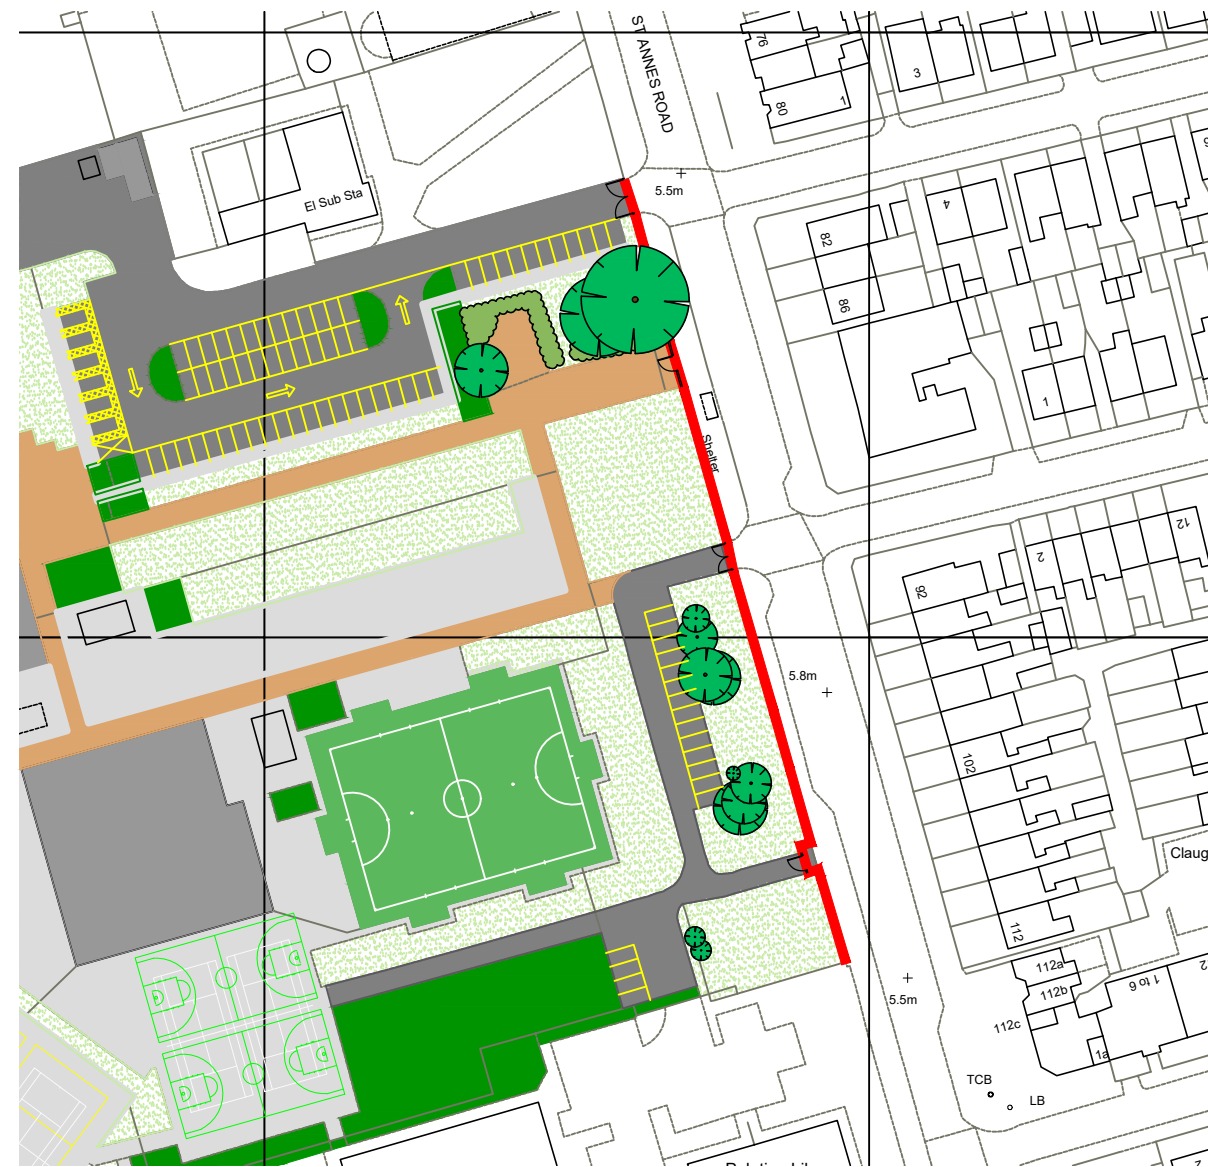 ST ANNES ROAD
76
80
1
3
5.5m
El Sub Sta
82
86
4
1
Shelter
92
2
12
5.8m
102
112
Claug
112a
112b
112c
1 to 6
1a
5.5m
TCB
LB